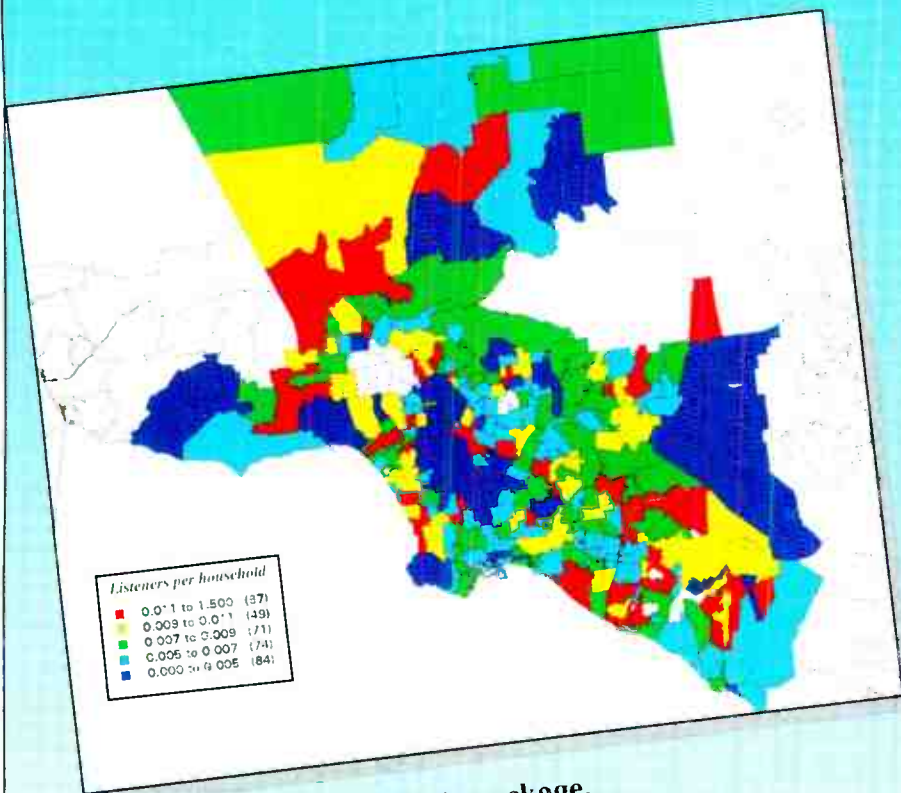 Listeners per household
0.011 to 1.500 (87)
0.009 to 0.011 (49)
0.007 to 0.009 (71)
0.005 to 0.007 (74)
0.000 to 0.005 (84)